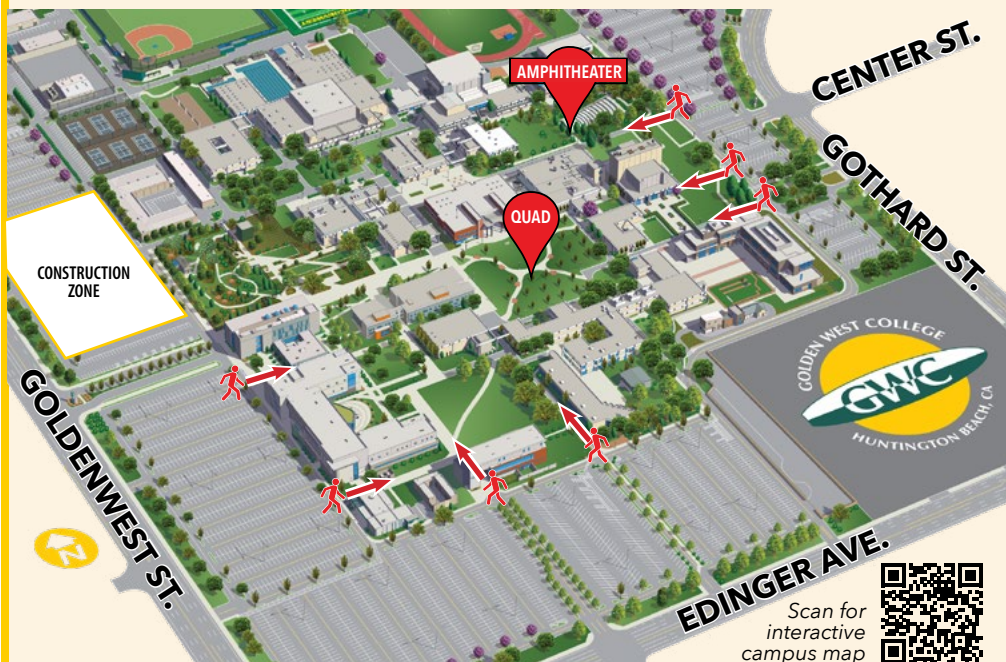 AMPHITHEATER
CENTER ST.
GOTHARD ST.
QUAD
CONSTRUCTION
ZONE
GOLDEN WEST COLLEGE
GWC
HUNTINGTON BEACH, CA
GOLDENWEST ST.
N
EDINGER AVE.
Scan for
interactive
campus map